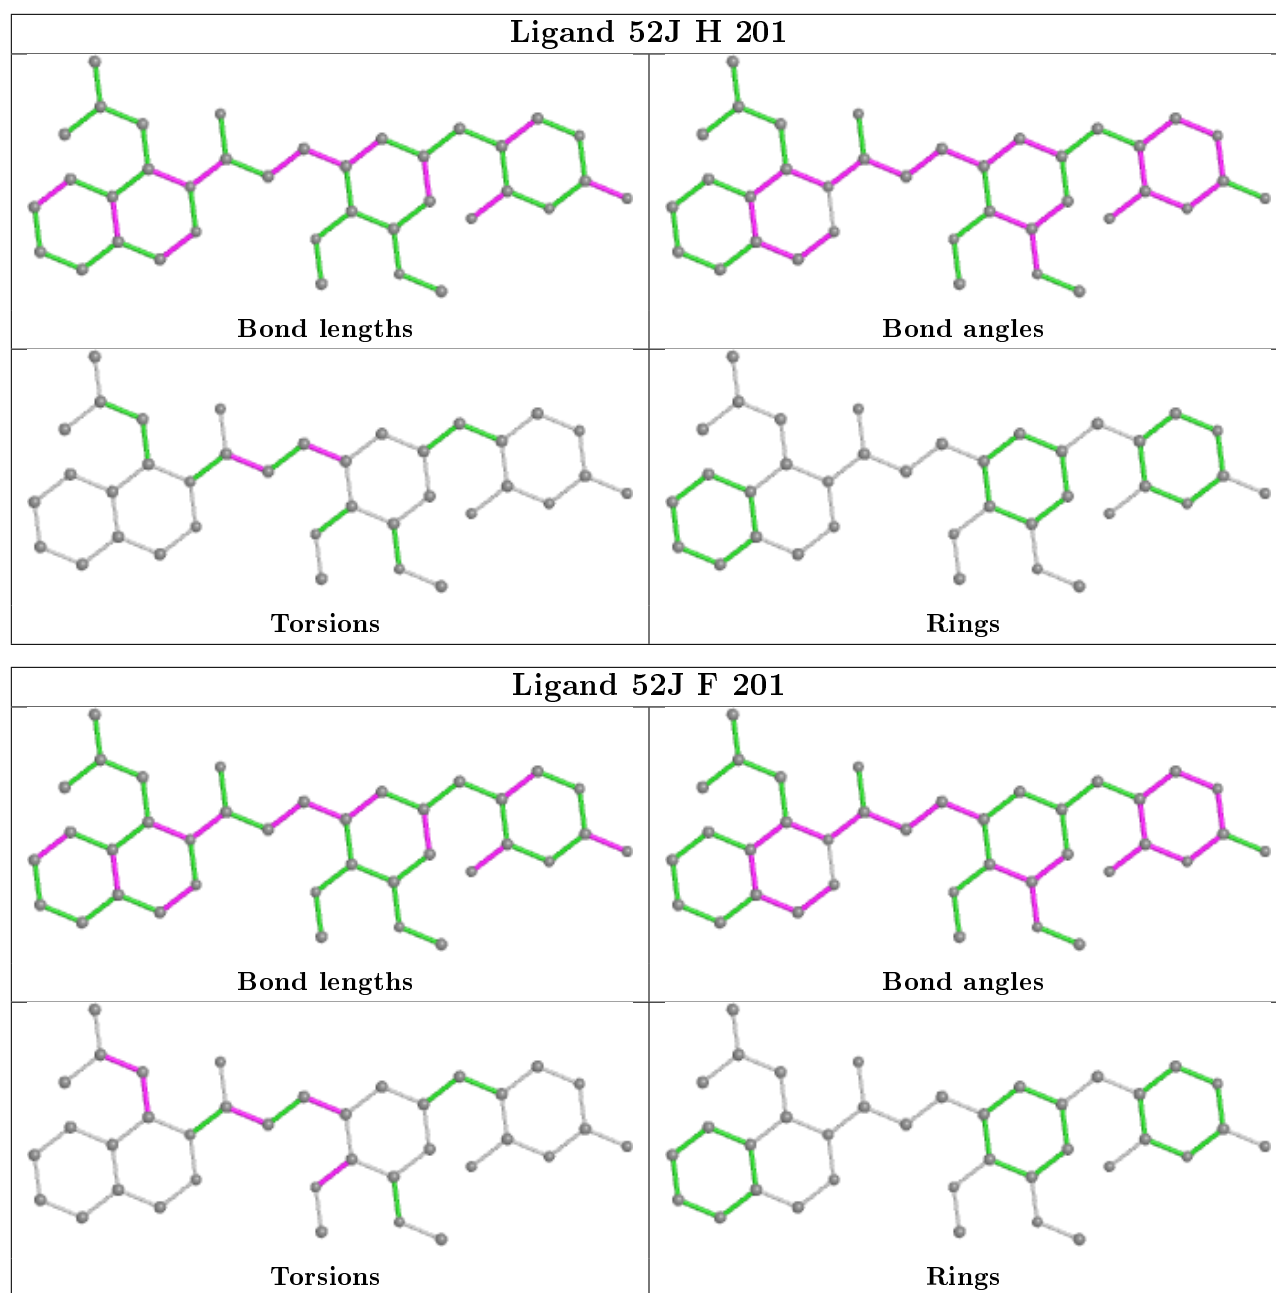 Ligand 52J H 201
Bond lengths
Bond angles
Torsions
Rings
Ligand 52J F 201
Bond lengths
Bond angles
Torsions
Rings